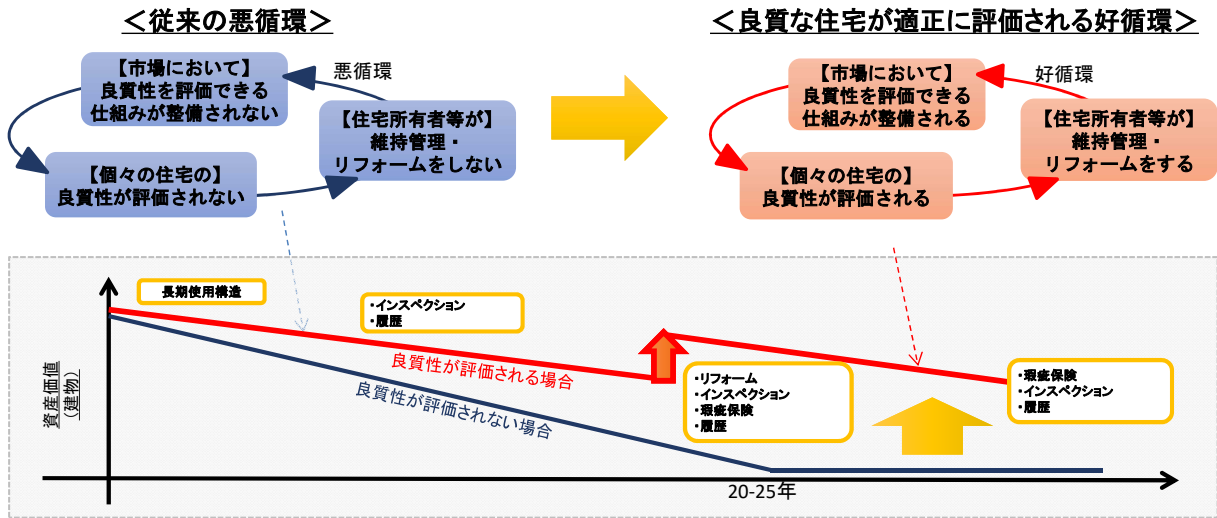 ＜従来の悪循環＞
【市場において】
良質性を評価できる
仕組みが整備されない
悪循環
【住宅所有者等が】
維持管理・
リフォームをしない
【個々の住宅の】
良質性が評価されない
＜良質な住宅が適正に評価される好循環＞
【市場において】
良質性を評価できる
仕組みが整備される
好循環
【住宅所有者等が】
維持管理・
リフォームをする
【個々の住宅の】
良質性が評価される
資産価値
（建物）
長期使用構造
・インスペクション
・履歴
良質性が評価される場合
良質性が評価されない場合
・リフォーム
・インスペクション
・瑕疵保険
・履歴
・瑕疵保険
・インスペクション
・履歴
20-25年